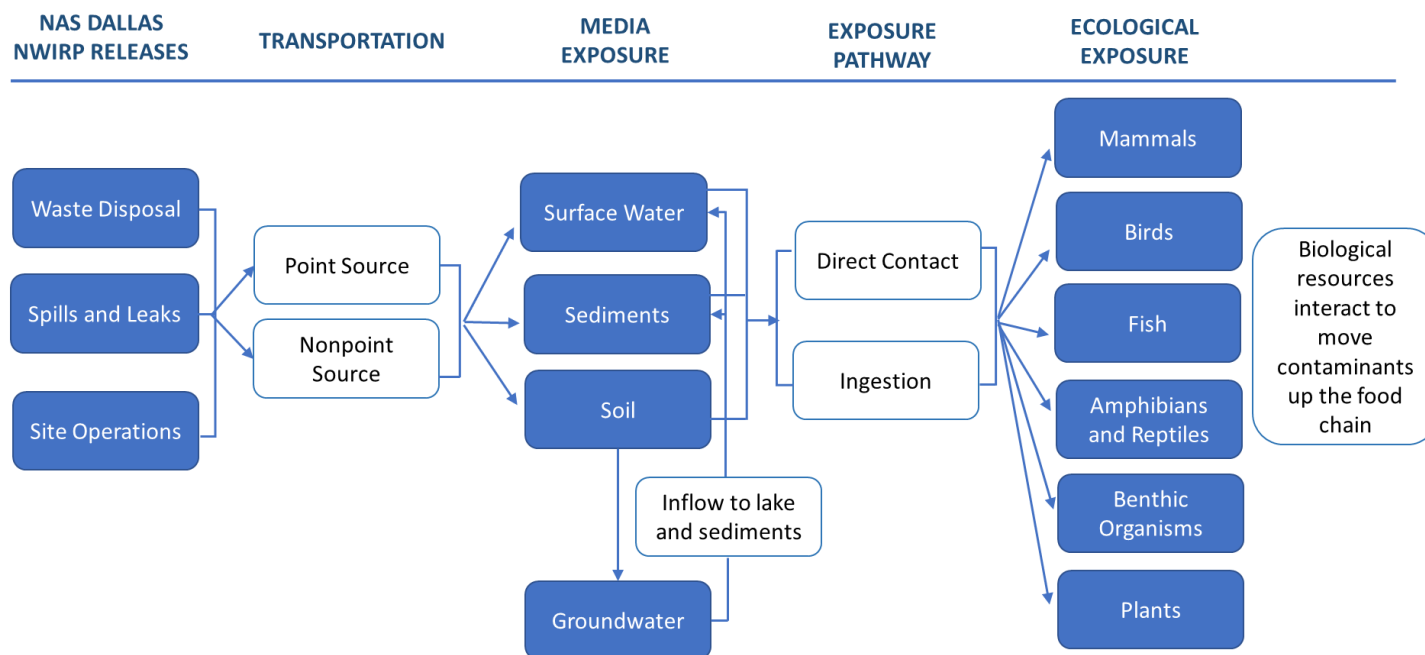 NAS DALLAS
NWIRP RELEASES
TRANSPORTATION
MEDIA
EXPOSURE
EXPOSURE
PATHWAY
ECOLOGICAL
EXPOSURE
Waste Disposal
Spills and Leaks
Site Operations
Point Source
Nonpoint
Source
Surface Water
Sediments
Soil
Inflow to lake
and sediments
Groundwater
Direct Contact
Ingestion
Mammals
Birds
Fish
Amphibians
and Reptiles
Benthic
Organisms
Plants
Biological
resources
interact to
move
contaminants
up the food
chain